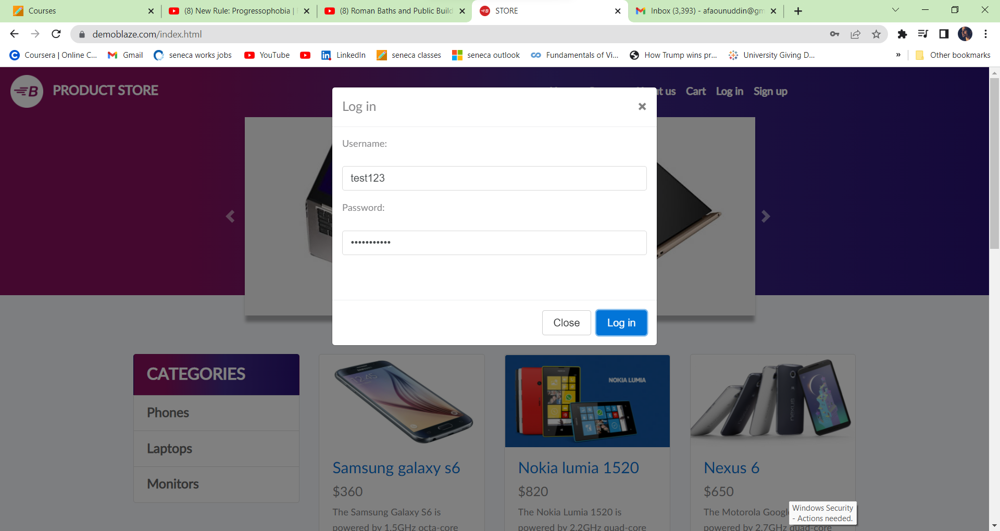 Courses
(8) New Rule: Progressophobia |
(8) Roman Baths and Public Build
STORE
Inbox (3,393) - afaounuddin@gm
demoblaze.com/index.html
Coursera | Online C...
Gmail
seneca works jobs
YouTube
LinkedIn
seneca classes
seneca outlook
Fundamentals of Vi...
How Trump wins pr...
University Giving D...
»
Other bookmarks
B PRODUCT STORE
ut us
Cart
Log in
Sign up
Log in
Username:
test123
Password:
•••••••••••
Close
Log in
CATEGORIES
Phones
Laptops
Monitors
12:45
NOKIA LUMIA
nexus
Samsung galaxy s6
$360
The Samsung Galaxy S6 is
powered by 1.5GHz octa-core
Nokia lumia 1520
$820
The Nokia Lumia 1520 is
powered by 2.2GHz quad-core
Nexus 6
$650
The Motorola Googl
powered by 2.7GHz quad-core
Windows Security
- Actions needed.